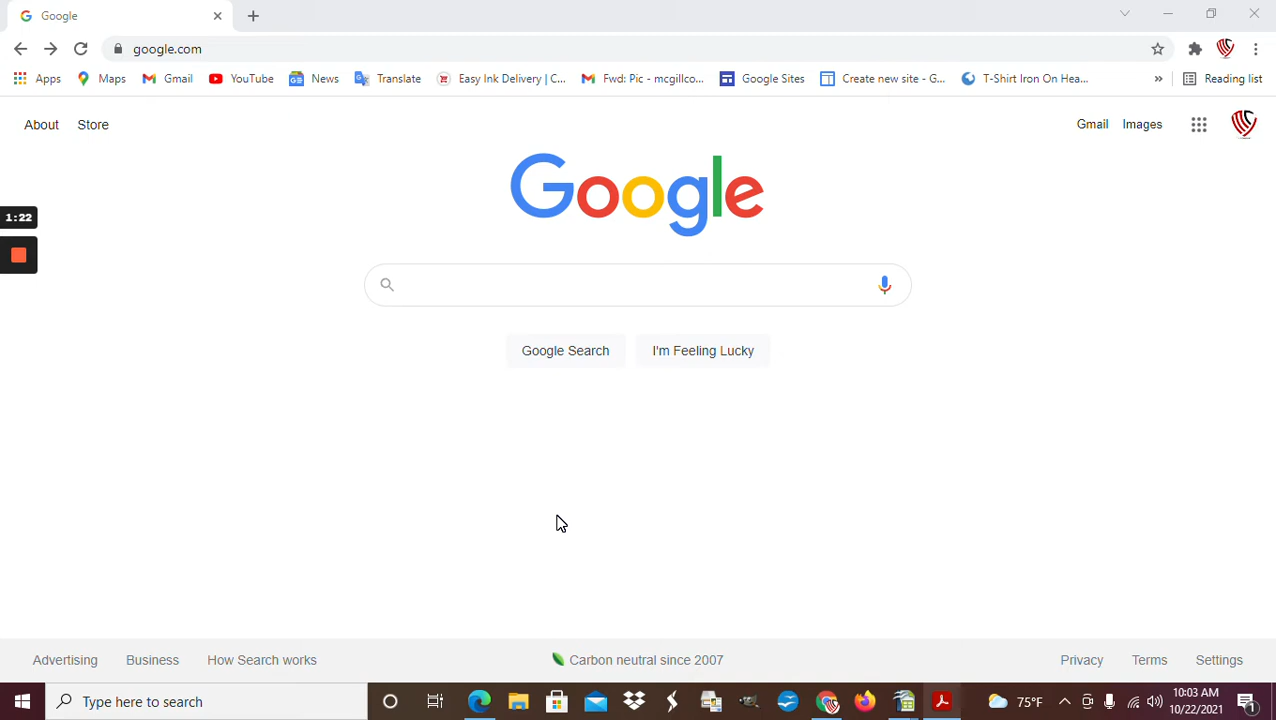 Google
google.com
Apps Maps Gmail YouTube News Translate Easy Ink Delivery | C... Fwd: Pic - mcgillco... Google Sites Create new site - G... T-Shirt Iron On Hea... » Reading list
About Store Gmail Images
Google
1:22
Google Search I'm Feeling Lucky
Advertising Business How Search works Carbon neutral since 2007 Privacy Terms Settings
Type here to search 75°F 10:03 AM
10/22/2021 1